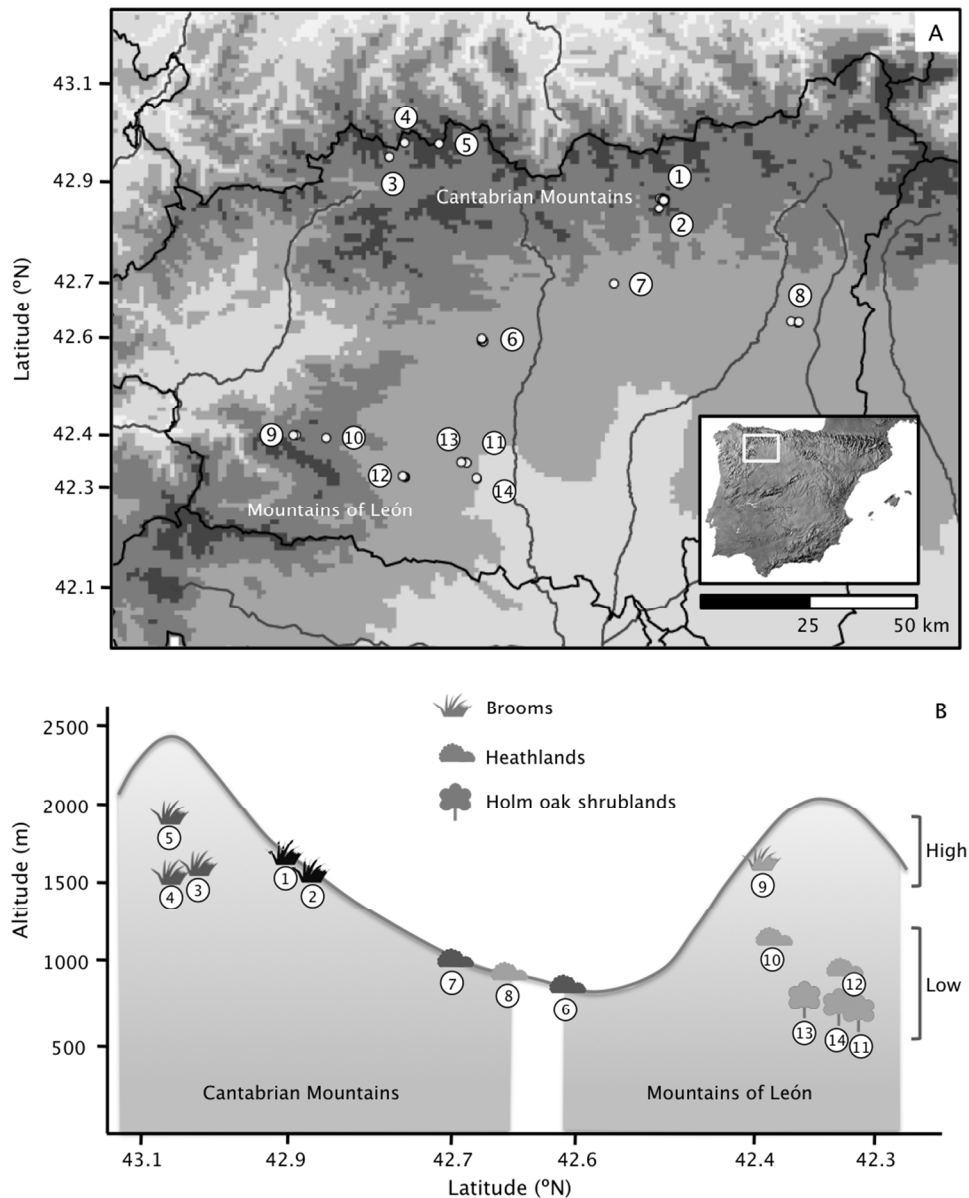 A
43.1
42.9
42.7
42.6
42.4
42.3
42.1
Latitude (ºN)
4
5
3
Cantabrian Mountains
1
2
7
8
6
9
10
13
11
12
14
Mountains of León
25 50 km
B
Brooms
Heathlands
Holm oak shrublands
2500
2000
1500
1000
500
Altitude (m)
5
4
3
1
2
7
8
6
9
10
12
13
14
11
High
Low
Cantabrian Mountains
Mountains of León
43.1 42.9 42.7 42.6 42.4 42.3
Latitude (ºN)